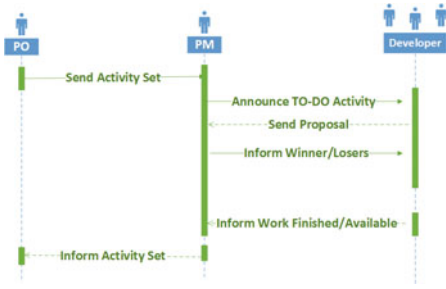 PO
PM
Developer
Send Activity Set
Announce TO-DO Activity
Send Proposal
Inform Winner/Losers
Inform Work Finished/Available
Inform Activity Set